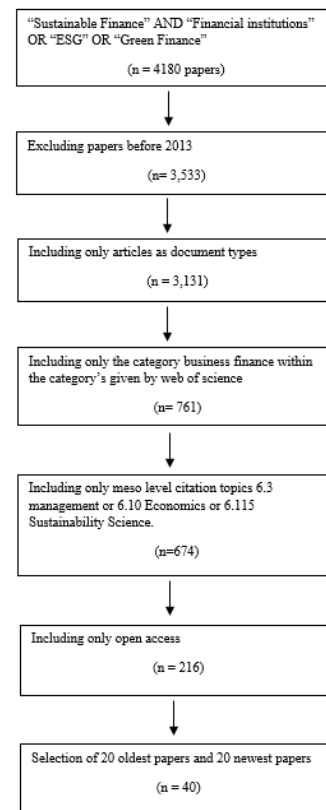 “Sustainable Finance” AND “Financial institutions”
OR “ESG” OR “Green Finance”
(n = 4180 papers)
Excluding papers before 2013
(n= 3,533)
Including only articles as document types
(n = 3,131)
Including only the category business finance within
the category’s given by web of science
(n= 761)
Including only meso level citation topics 6.3
management or 6.10 Economics or 6.115
Sustainability Science.
(n=674)
Including only open access
(n = 216)
Selection of 20 oldest papers and 20 newest papers
(n = 40)